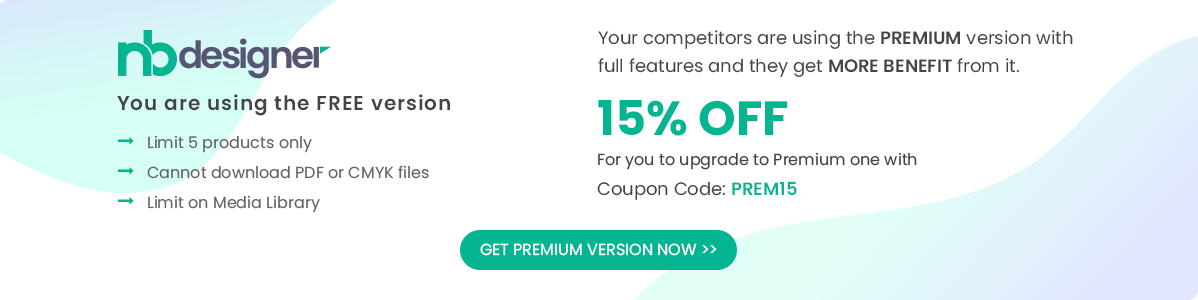 nbdesigner
You are using the FREE version
Limit 5 products only
Cannot download PDF or CMYK files
Limit on Media Library
Your competitors are using the PREMIUM version with
full features and they get MORE BENEFIT from it.
15% OFF
For you to upgrade to Premium one with
Coupon Code: PREM15
GET PREMIUM VERSION NOW >>